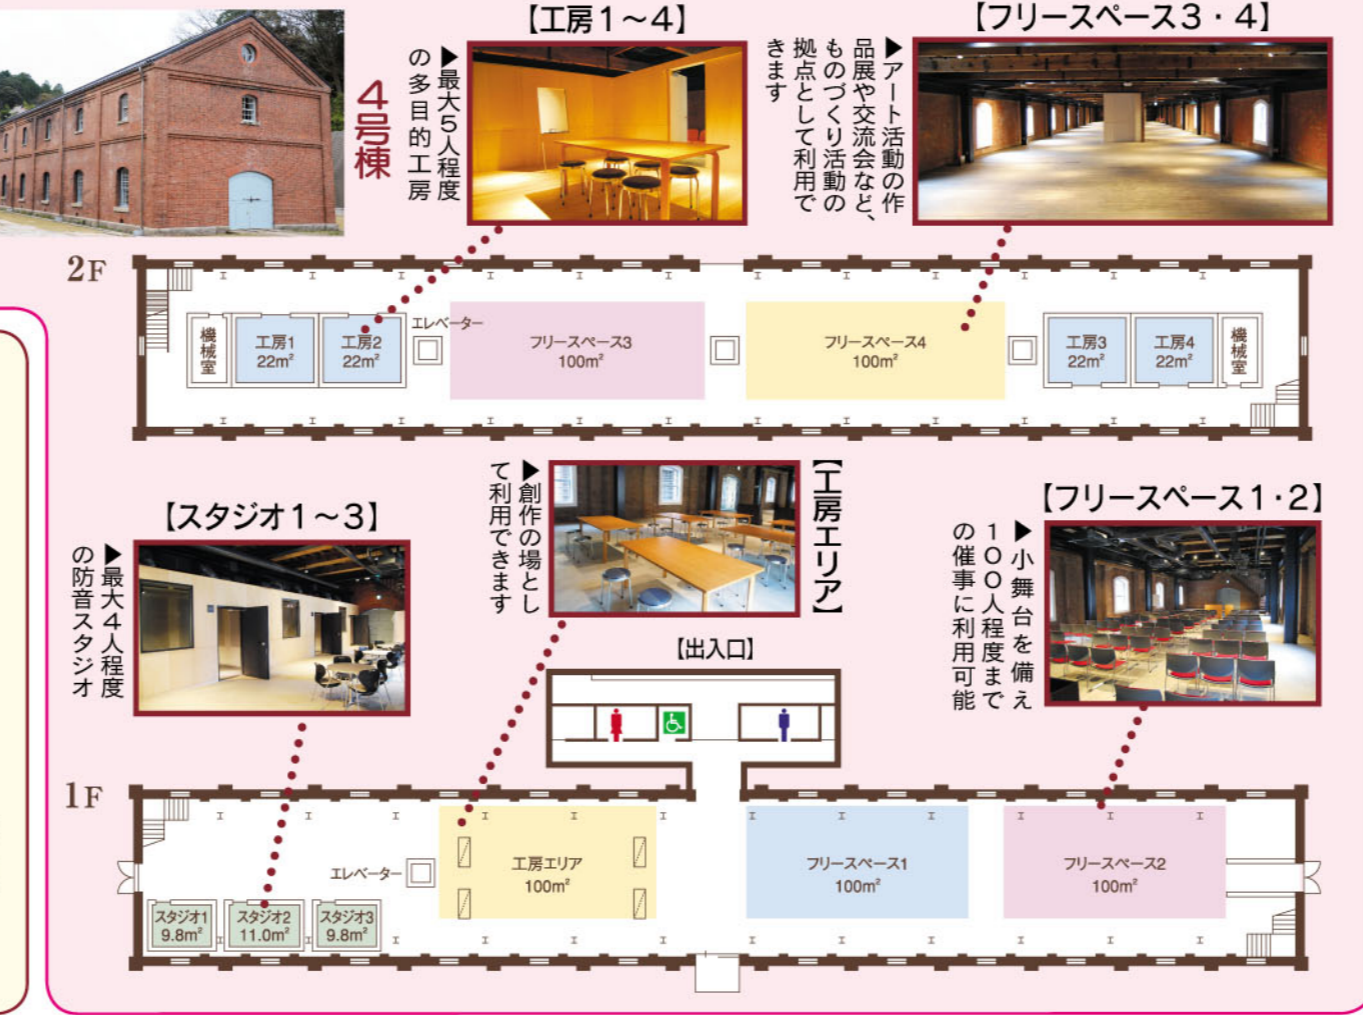 【工房1～4】
▶最大5人程度
の多目的工房
4号棟
【フリースペース3・4】
▶アート活動の作
品展や交流会など、
ものづくり活動の
拠点として利用で
きます
2F
機械室
工房1
22m²
工房2
22m²
エレベーター
フリースペース3
100m²
フリースペース4
100m²
工房3
22m²
工房4
22m²
機械室
【スタジオ1～3】
▶最大4人程度
の防音スタジオ
【工房エリア】
▶創作の場とし
て利用できます
【フリースペース1・2】
▶小舞台を備え
100人程度まで
の催事に利用可能
【出入口】
1F
エレベーター
スタジオ1
9.8m²
スタジオ2
11.0m²
スタジオ3
9.8m²
工房エリア
100m²
フリースペース1
100m²
フリースペース2
100m²